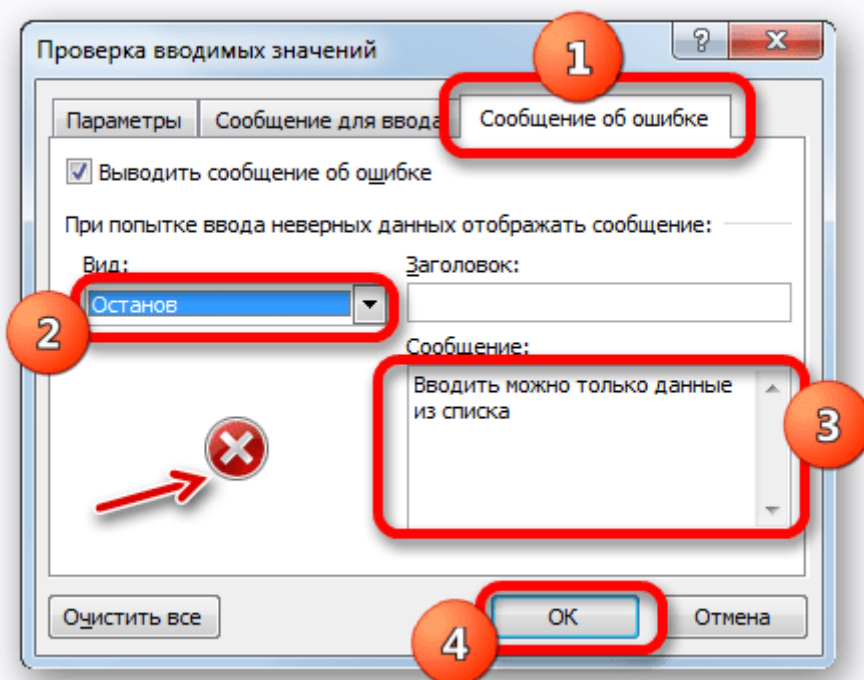 Проверка вводимых значений
1
Параметры
Сообщение для ввода
Сообщение об ошибке
Выводить сообщение об ошибке
При попытке ввода неверных данных отображать сообщение:
Вид:
Заголовок:
Останов
2
Сообщение:
Вводить можно только данные
из списка
3
Очистить все
4
ОК
Отмена